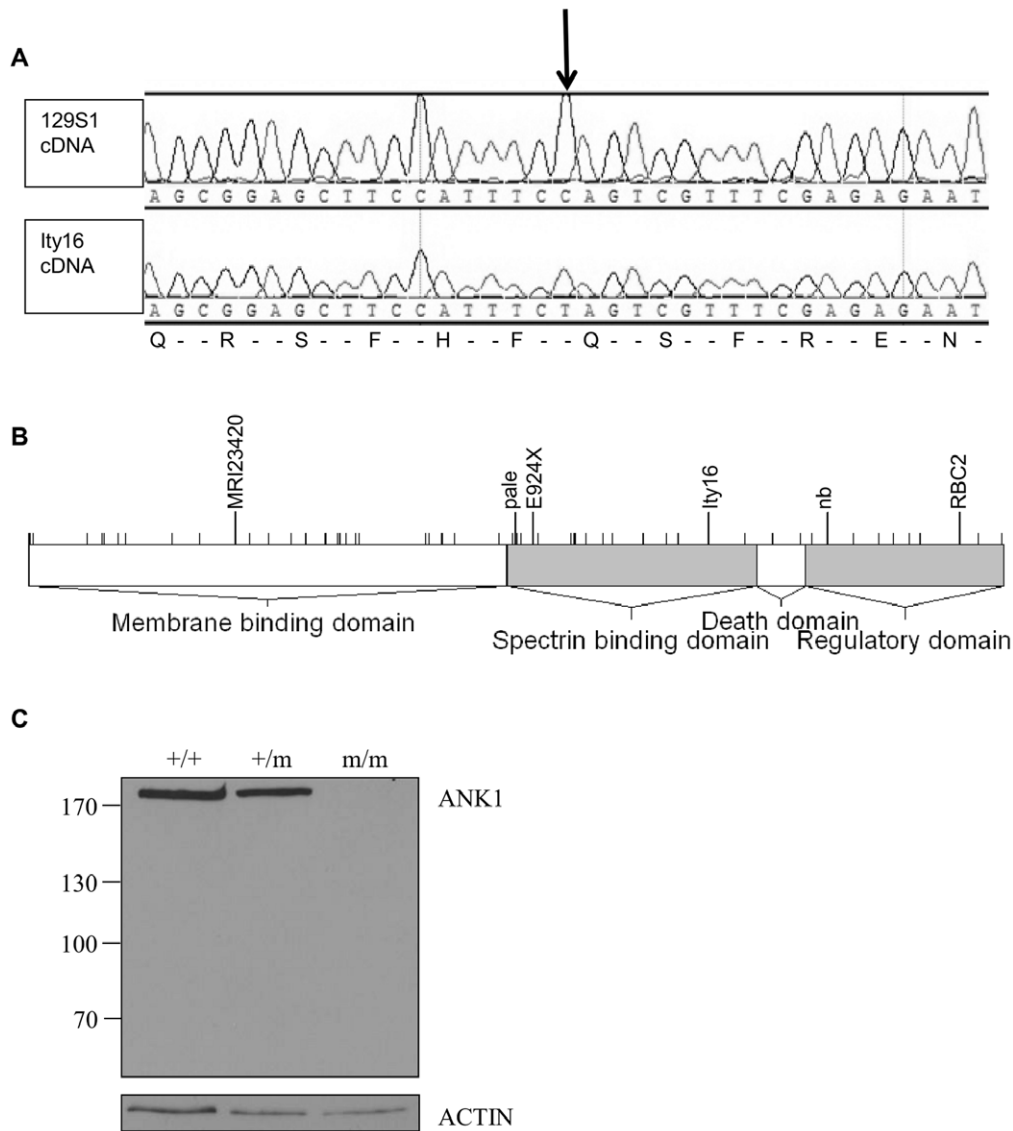 A
129S1
cDNA
A G C G G A G C T T C C A T T T C C A G T C G T T T C G A G A G A A T
Ity16
cDNA
A G C G G A G C T T C C A T T T C T A G T C G T T T C G A G A G A A T
Q - - R - - S - - F - - H - - F - - Q - - S - - F - - R - - E - - N -
B
MRI23420
pale
E924X
Ity16
nb
RBC2
Membrane binding domain
Spectrin binding domain
Death domain
Regulatory domain
C
+/+ +/m m/m
170
ANK1
130
100
70
ACTIN